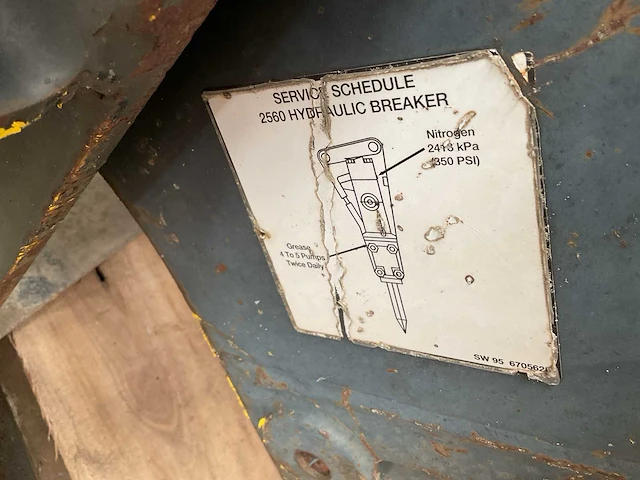 SERVICE SCHEDULE
2560 HYDRAULIC BREAKER
Nitrogen
2413 kPa
(350 PSI)
Grease
4 To 5 Pumps
Twice Daily
SW 95